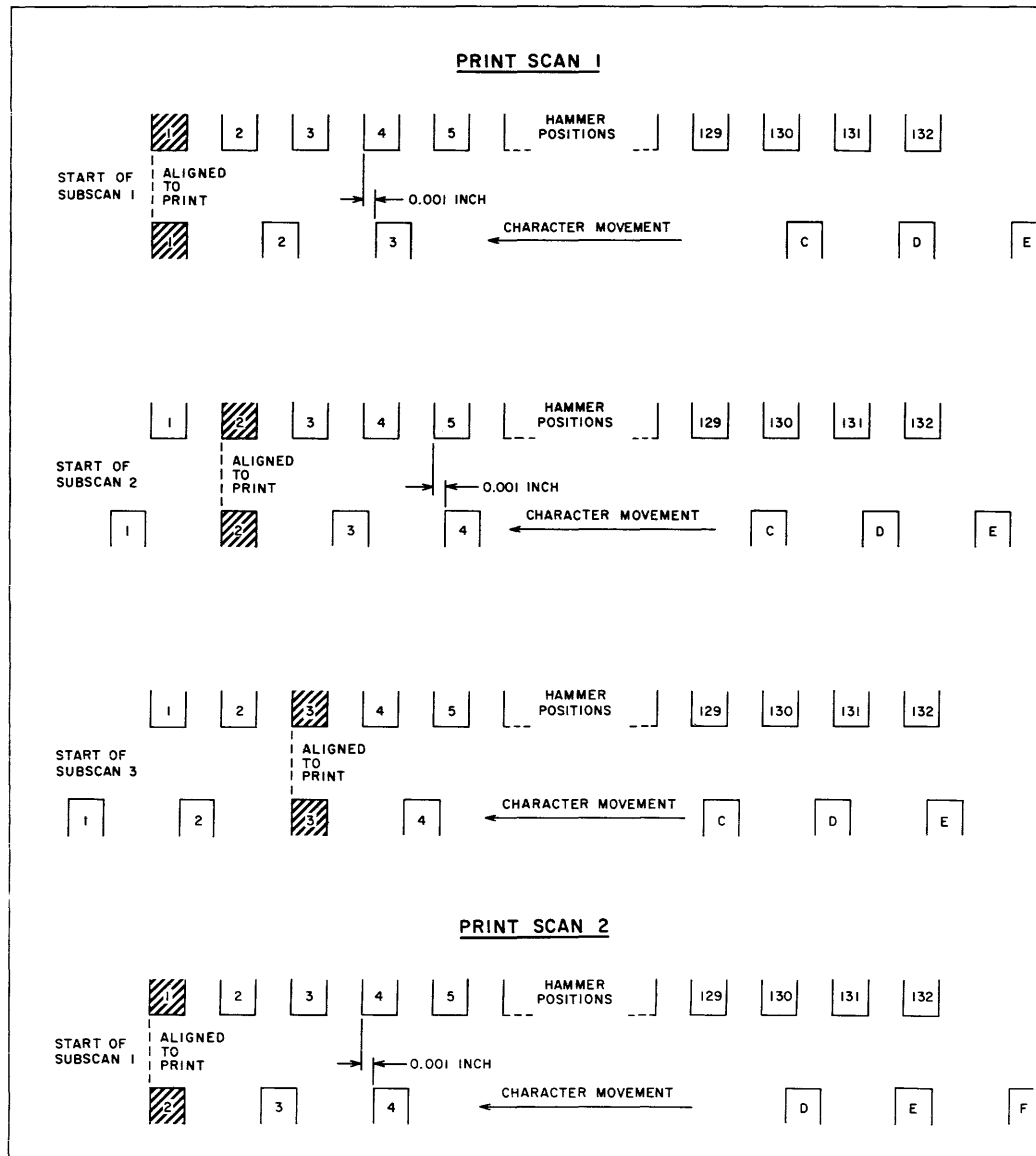 PRINT SCAN 1
1 2 3 4 5 HAMMER POSITIONS 129 130 131 132
START OF SUBSCAN 1
ALIGNED TO PRINT
0.001 INCH
CHARACTER MOVEMENT
1 2 3 C D E
1 2 3 4 5 HAMMER POSITIONS 129 130 131 132
START OF SUBSCAN 2
ALIGNED TO PRINT
0.001 INCH
CHARACTER MOVEMENT
1 2 3 4 C D E
1 2 3 4 5 HAMMER POSITIONS 129 130 131 132
START OF SUBSCAN 3
ALIGNED TO PRINT
CHARACTER MOVEMENT
1 2 3 4 C D E
PRINT SCAN 2
1 2 3 4 5 HAMMER POSITIONS 129 130 131 132
START OF SUBSCAN 1
ALIGNED TO PRINT
0.001 INCH
CHARACTER MOVEMENT
2 3 4 D E F